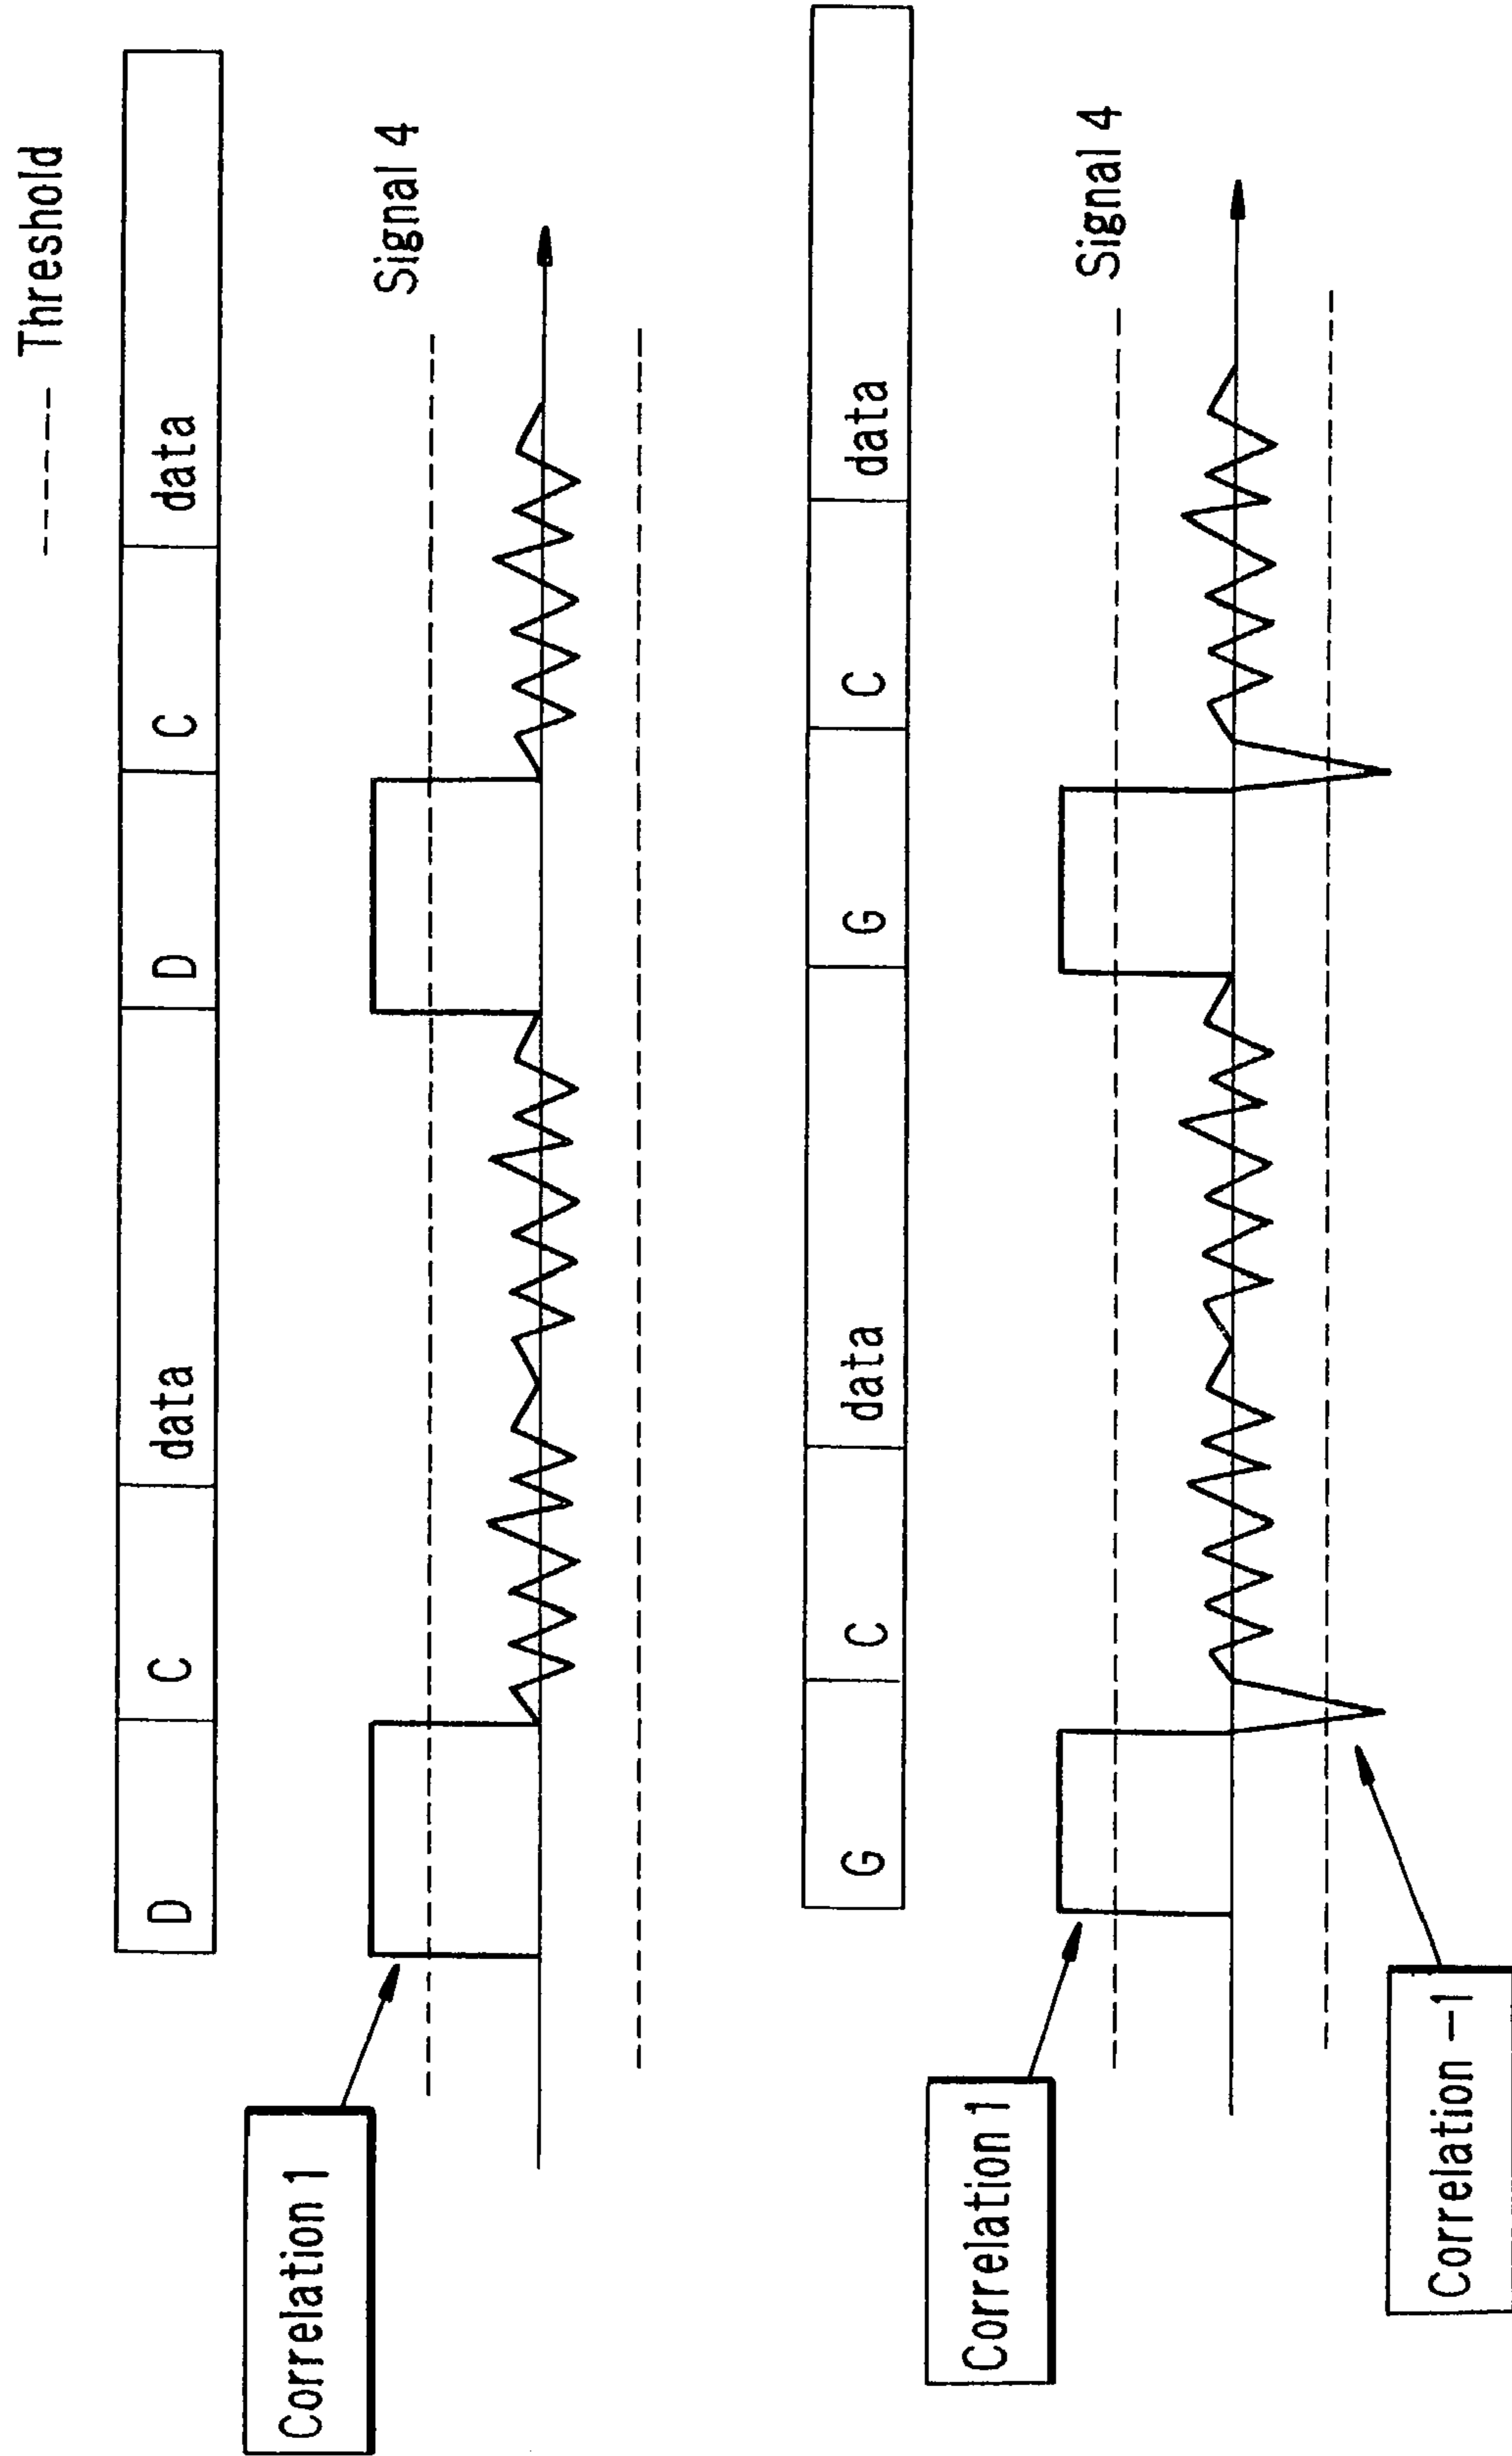 ----- Threshold
D C data D C data
Signal 4
Correlation 1
G C data G C data
Signal 4
Correlation 1
Correlation -1